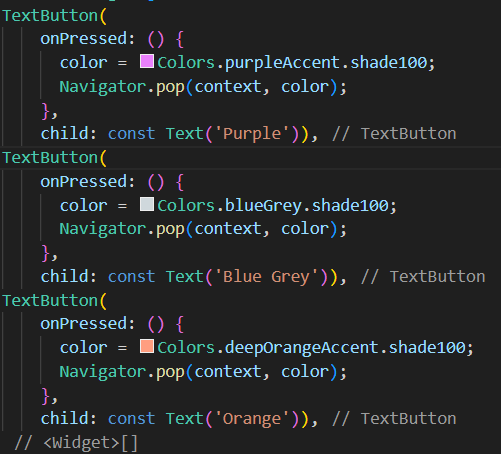 TextButton(
onPressed: () {
color = Colors.purpleAccent.shade100;
Navigator.pop(context, color);
},
child: const Text('Purple')), // TextButton
TextButton(
onPressed: () {
color = Colors.blueGrey.shade100;
Navigator.pop(context, color);
},
child: const Text('Blue Grey')), // TextButton
TextButton(
onPressed: () {
color = Colors.deepOrangeAccent.shade100;
Navigator.pop(context, color);
},
child: const Text('Orange')), // TextButton
// <Widget>[]